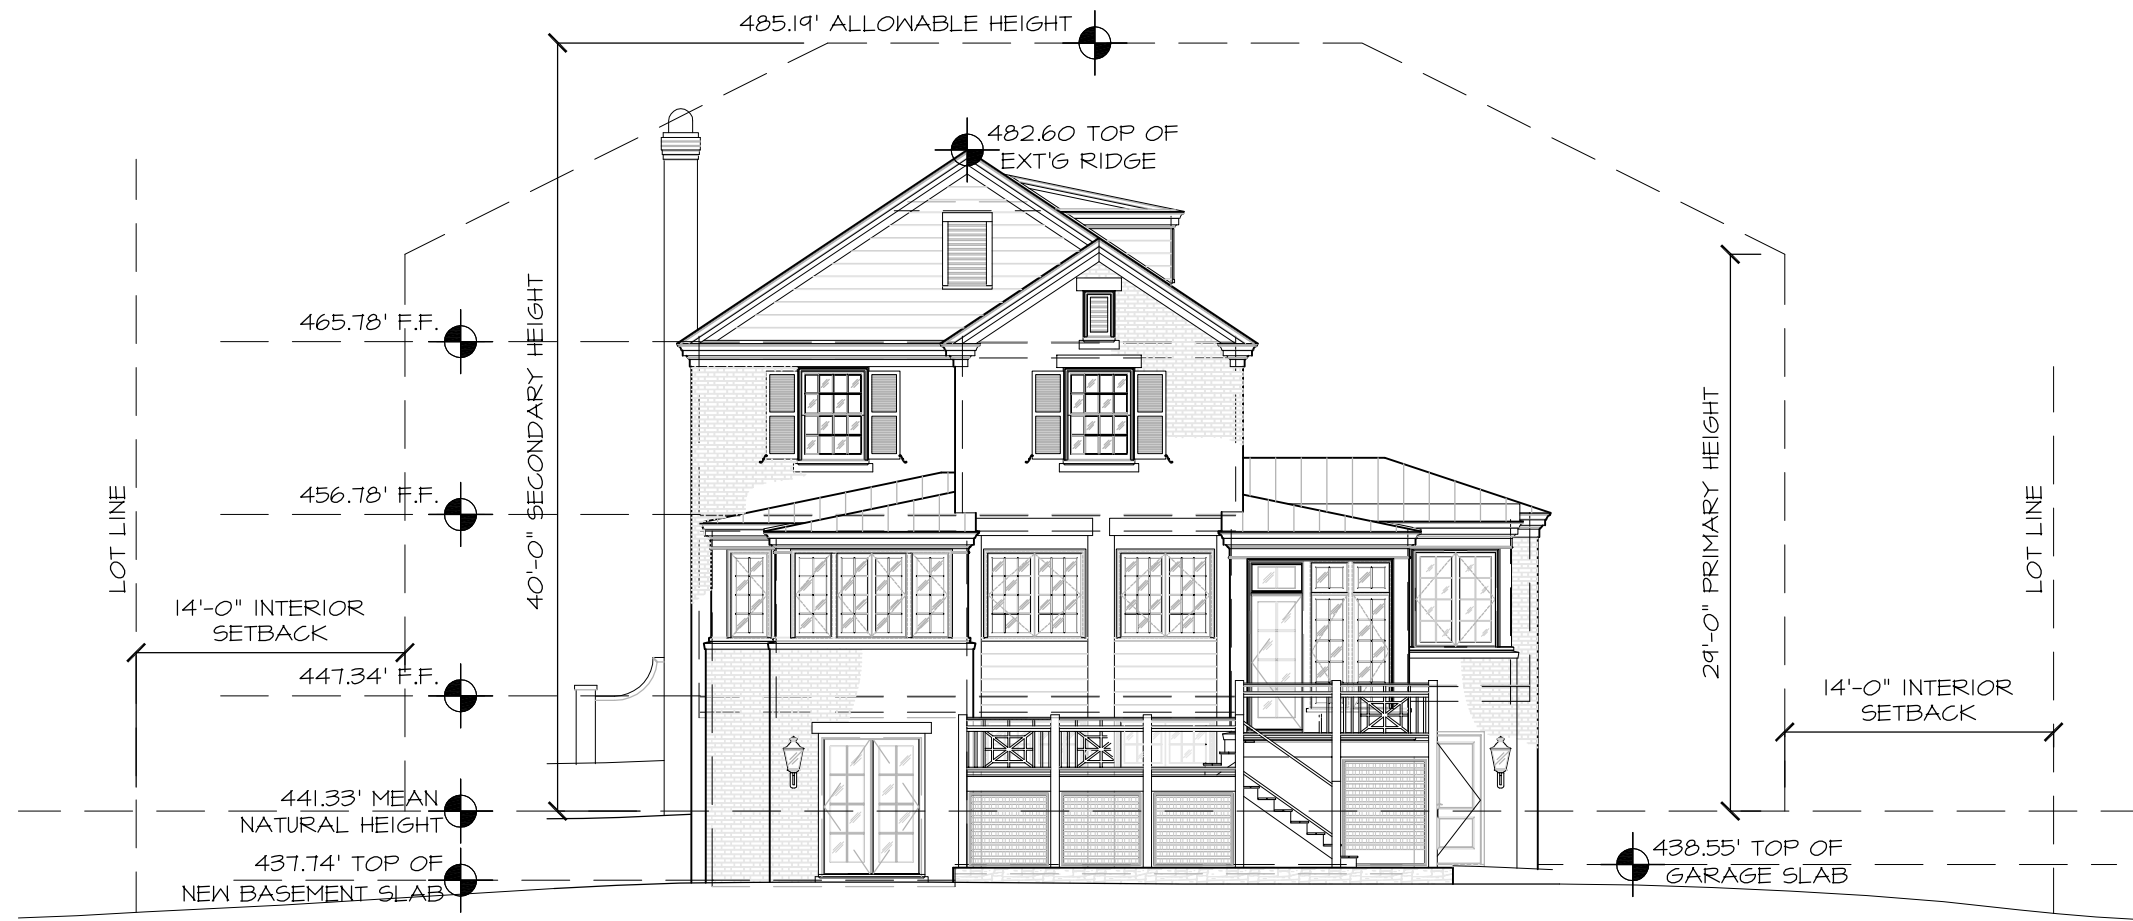 485.19' ALLOWABLE HEIGHT
482.60 TOP OF
EXT'G RIDGE
465.78' F.F.
40'-0" SECONDARY HEIGHT
29'-0" PRIMARY HEIGHT
456.78' F.F.
LOT LINE
LOT LINE
14'-0" INTERIOR
SETBACK
447.34' F.F.
14'-0" INTERIOR
SETBACK
441.33' MEAN
NATURAL HEIGHT
437.74' TOP OF
NEW BASEMENT SLAB
438.55' TOP OF
GARAGE SLAB